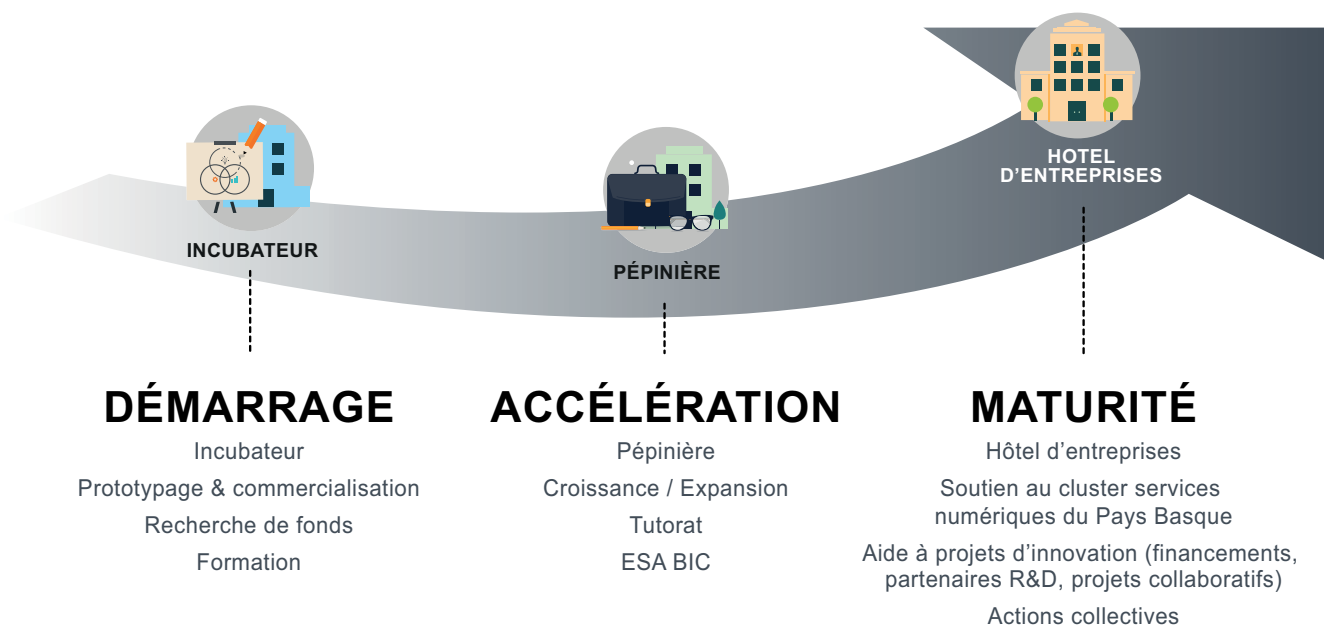 INCUBATEUR
PÉPINIÈRE
HOTEL
D’ENTREPRISES
DÉMARRAGE
Incubateur
Prototypage & commercialisation
Recherche de fonds
Formation
ACCÉLÉRATION
Pépinière
Croissance / Expansion
Tutorat
ESA BIC
MATURITÉ
Hôtel d’entreprises
Soutien au cluster services
numériques du Pays Basque
Aide à projets d’innovation (financements,
partenaires R&D, projets collaboratifs)
Actions collectives